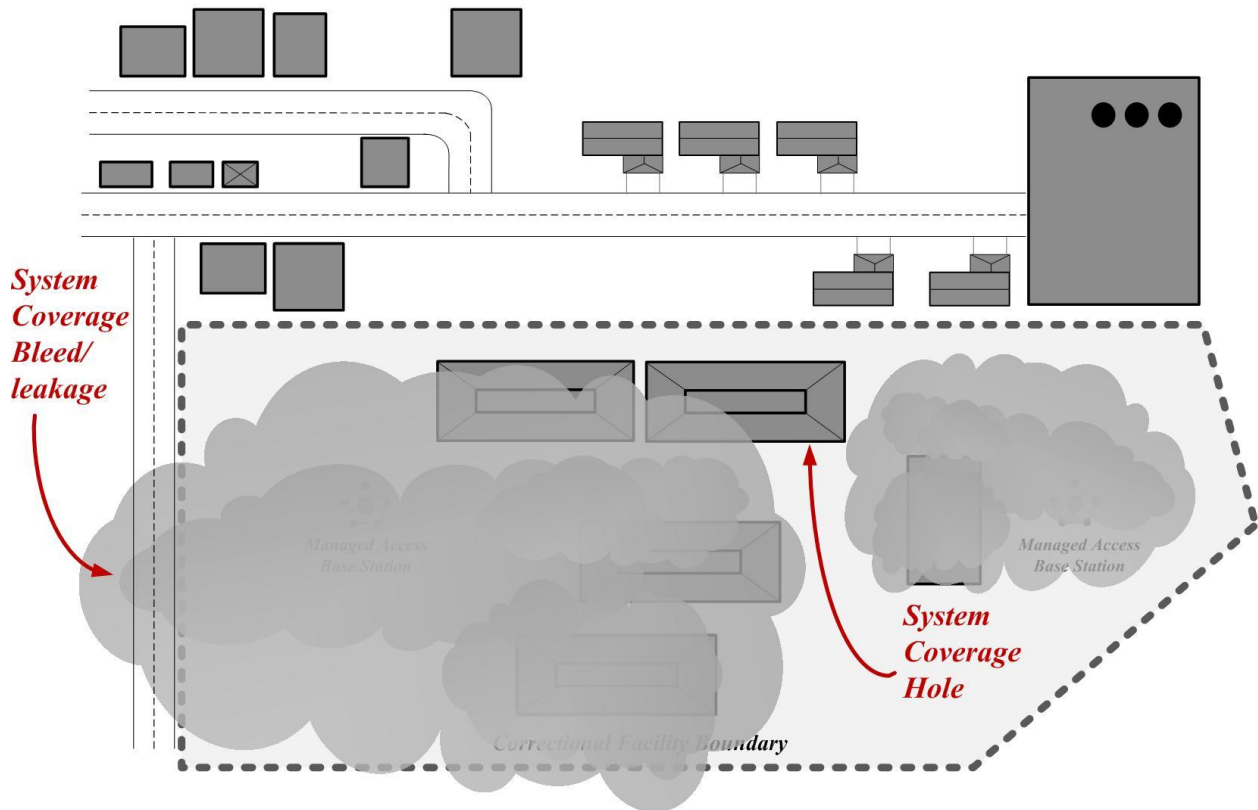 System
Coverage
Bleed/
leakage
Managed Access
Base Station
Managed Access
Base Station
System
Coverage
Hole
Correctional Facility Boundary